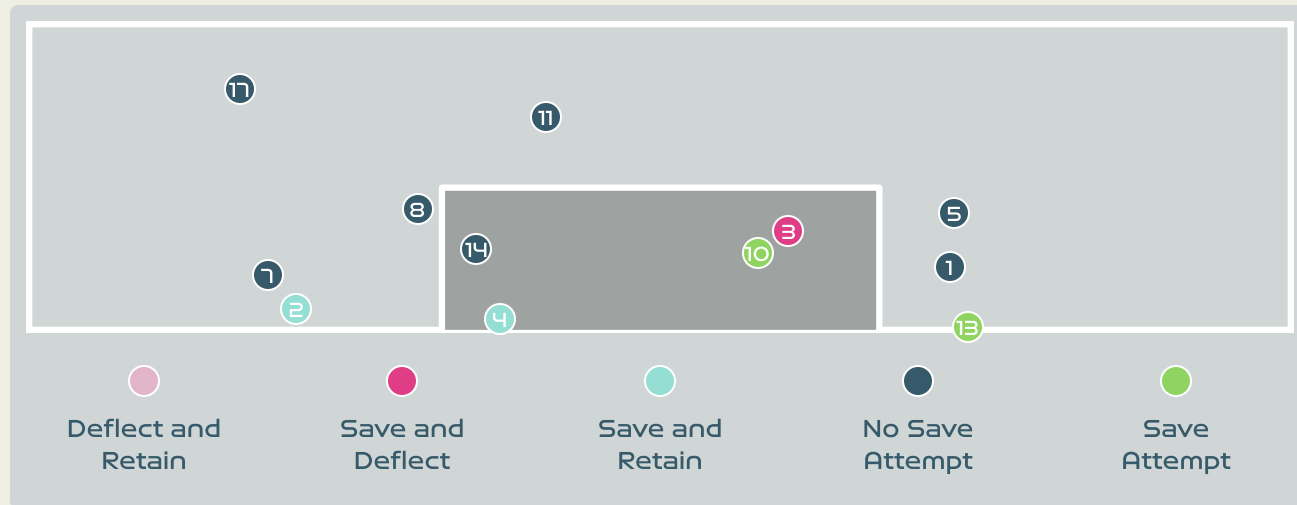 17
11
8
5
3
14
10
1
7
2
4
13
Deflect and
Retain
Save and
Deflect
Save and
Retain
No Save
Attempt
Save
Attempt